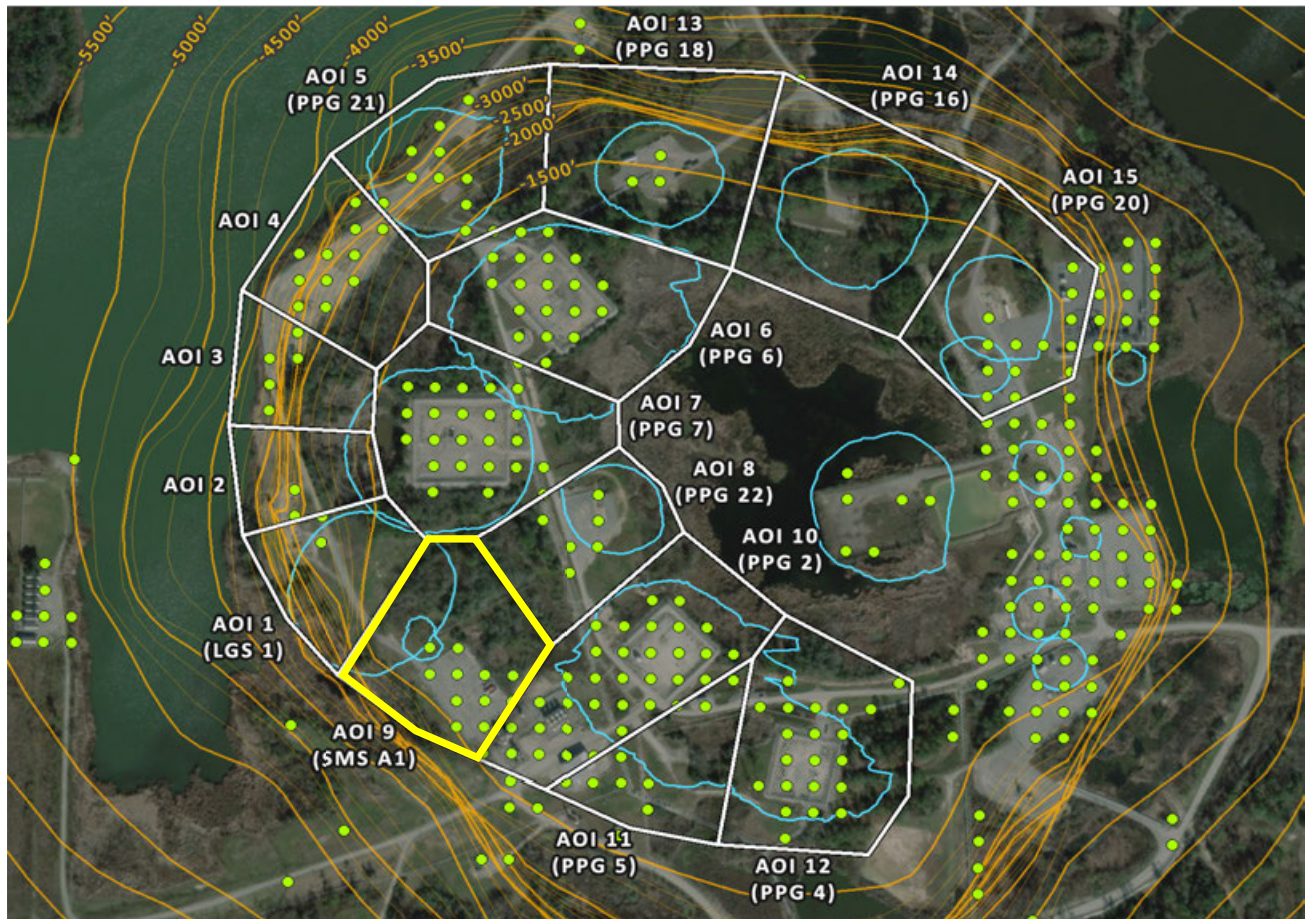 -5500'
-5000'
-4500'
-4000'
-3500'
-3000'
-2500'
-2000'
-1500'
AOI 13
(PPG 18)
AOI 14
(PPG 16)
AOI 5
(PPG 21)
AOI 15
(PPG 20)
AOI 4
AOI 3
AOI 6
(PPG 6)
AOI 7
(PPG 7)
AOI 8
(PPG 22)
AOI 2
AOI 10
(PPG 2)
AOI 1
(LGS 1)
AOI 9
(SMS A1)
AOI 11
(PPG 5)
AOI 12
(PPG 4)